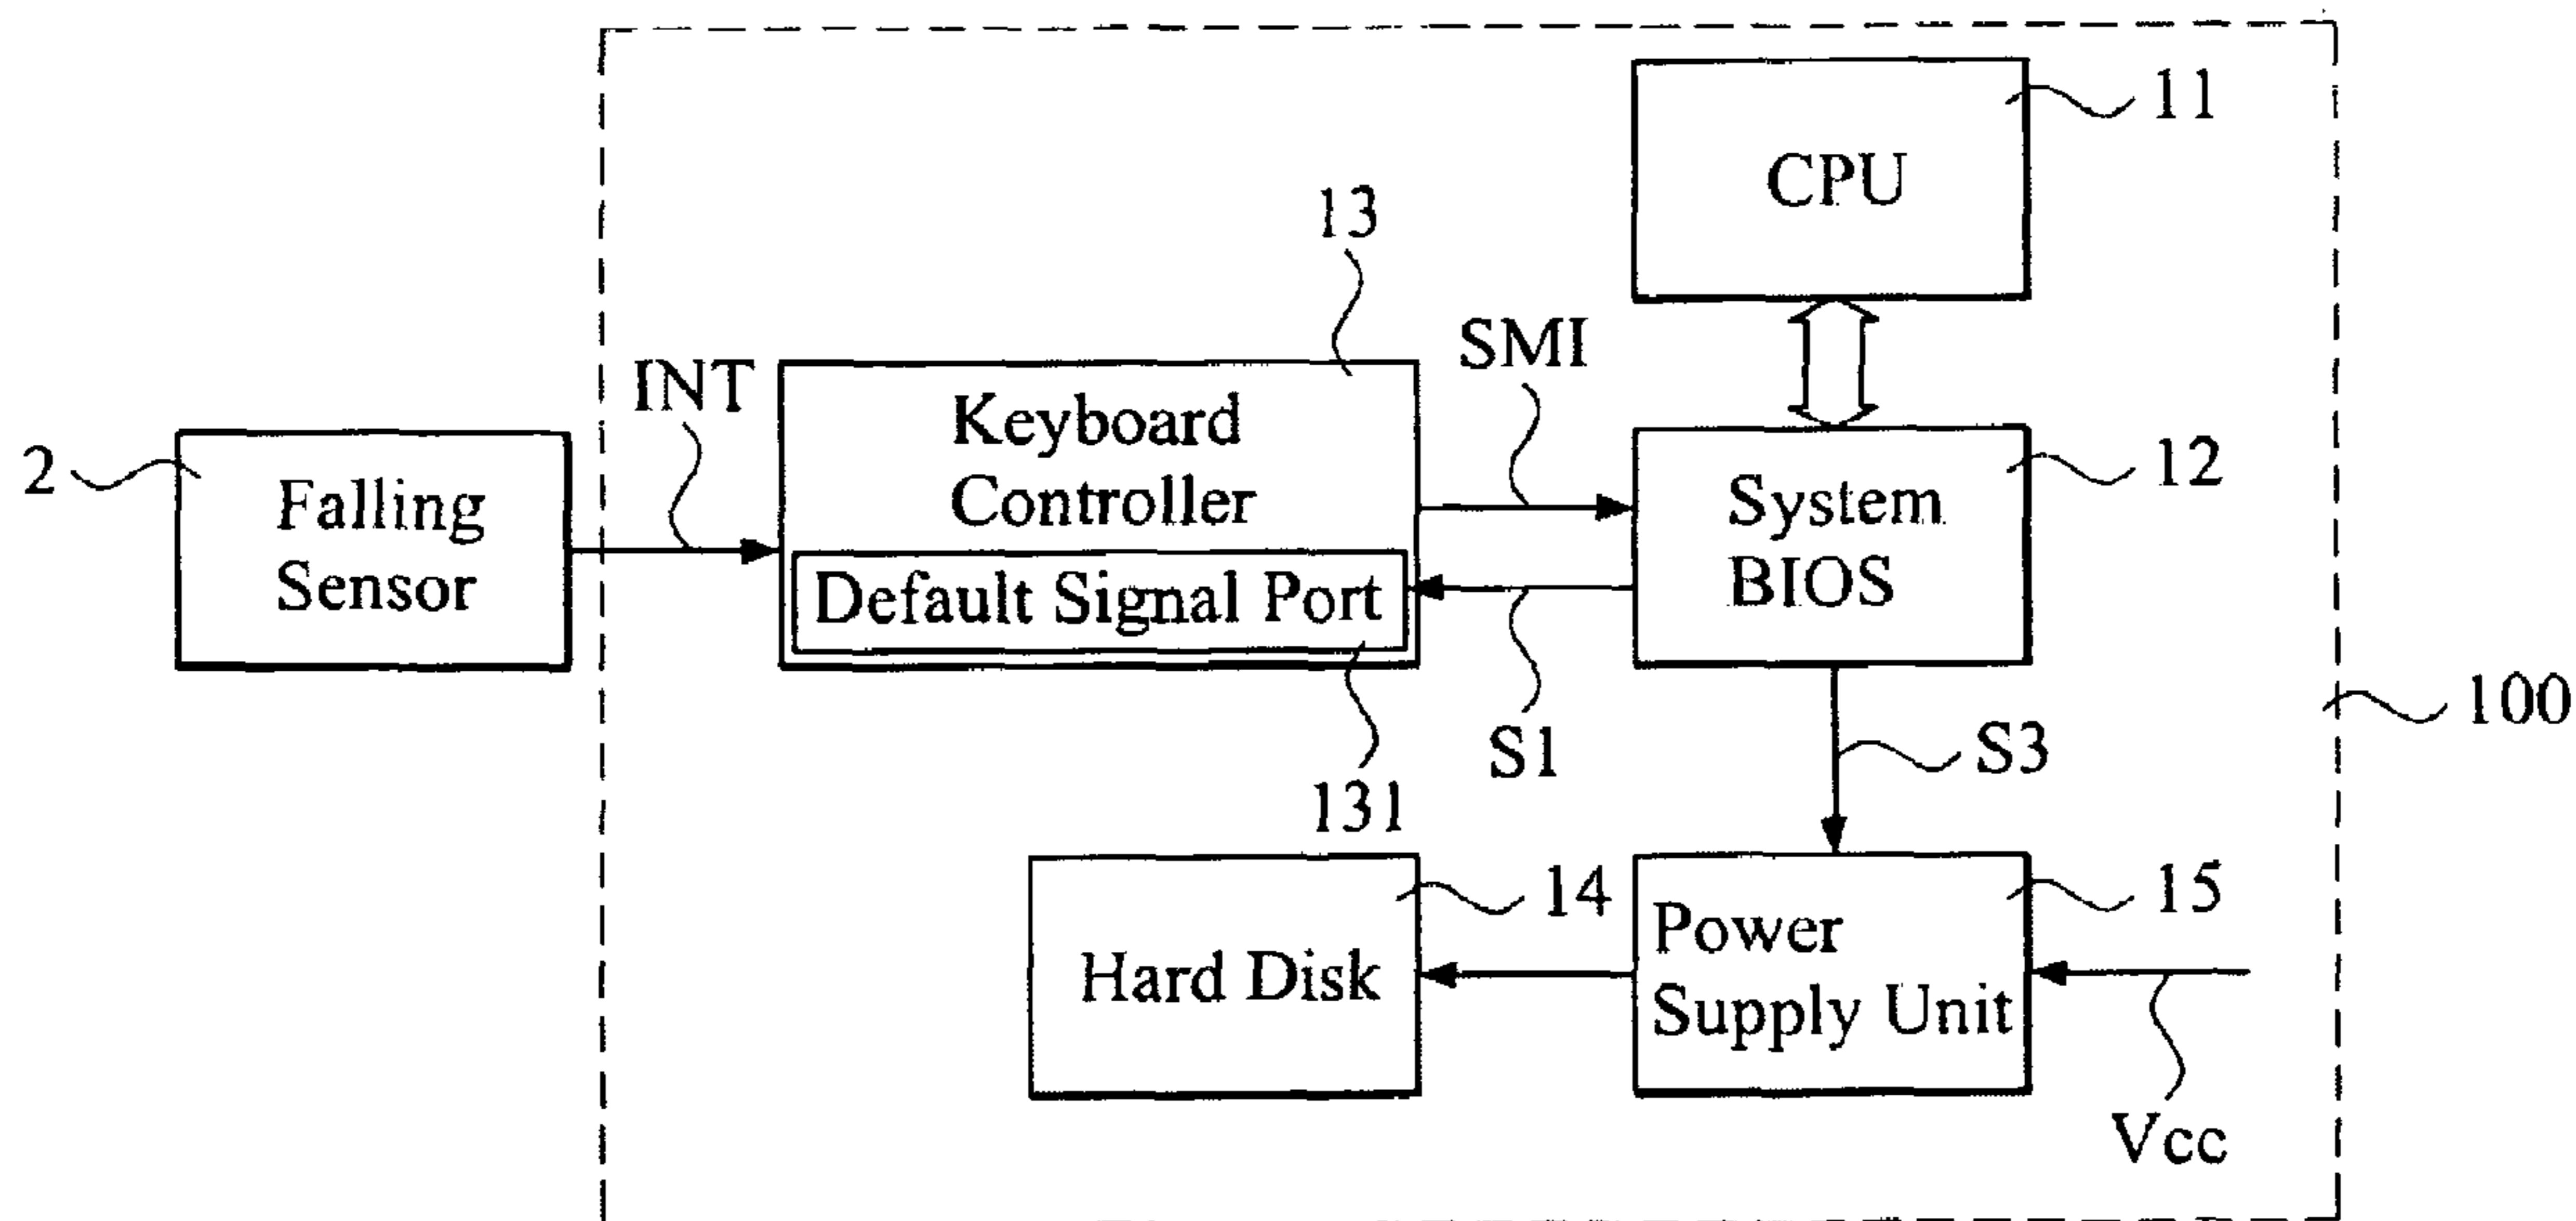 11
CPU
13
INT
SMI
Keyboard
Controller
2
Falling
Sensor
12
System
BIOS
Default Signal Port
100
S1
S3
131
14
15
Hard Disk
Power
Supply Unit
Vcc